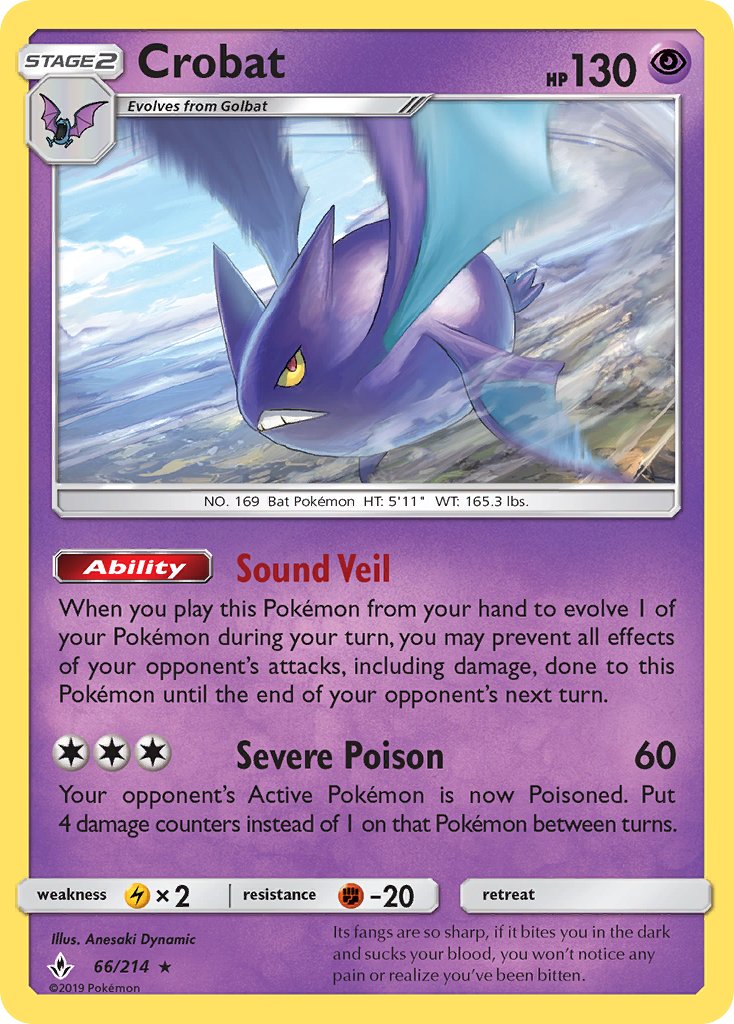 STAGE2
Crobat
HP 130
Evolves from Golbat
NO. 169 Bat Pokémon HT: 5'11" WT: 165.3 lbs.
Ability Sound Veil
When you play this Pokémon from your hand to evolve 1 of
your Pokémon during your turn, you may prevent all effects
of your opponent's attacks, including damage, done to this
Pokémon until the end of your opponent's next turn.
Severe Poison 60
Your opponent's Active Pokémon is now Poisoned. Put
4 damage counters instead of 1 on that Pokémon between turns.
weakness ×2 resistance -20 retreat
Illus. Anesaki Dynamic
66/214 ★
©2019 Pokémon
Its fangs are so sharp, if it bites you in the dark
and sucks your blood, you won't notice any
pain or realize you've been bitten.